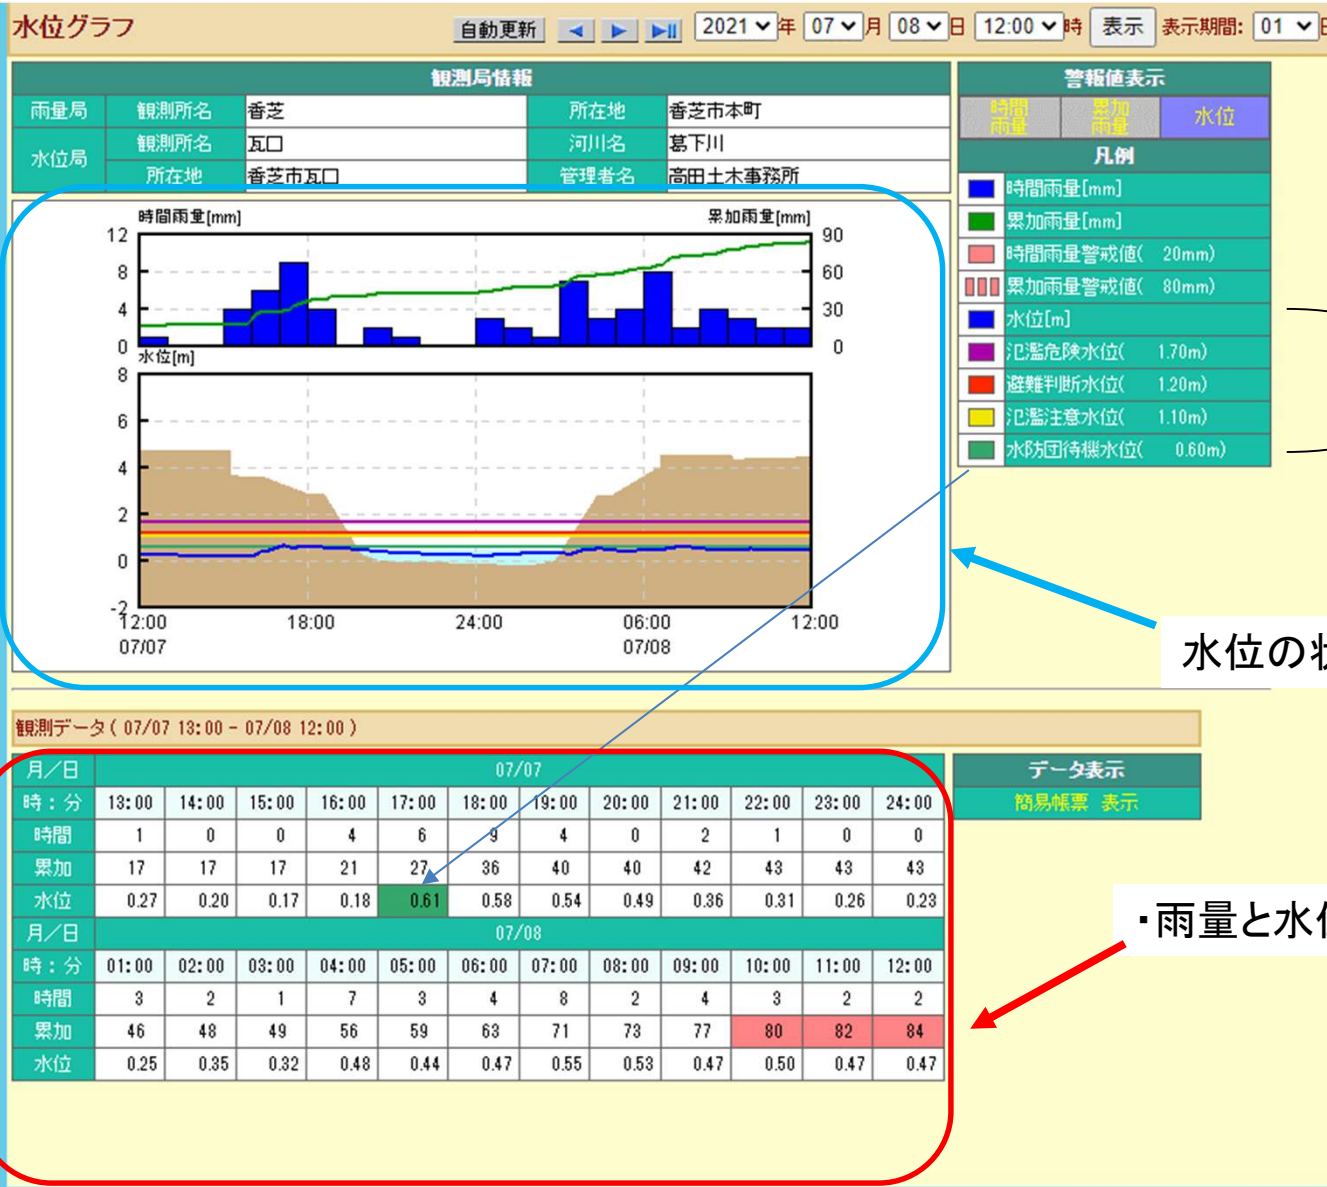 水位グラフ 自動更新 2021 年 07 月 08 日 12:00 時 表示 表示期間: 01
観測局情報
雨量局 観測所名 香芝 所在地 香芝市本町
水位局 観測所名 瓦口 河川名 葛下川
所在地 香芝市瓦口 管理者名 高田土木事務所
警報値表示
時間雨量 累加雨量 水位
凡例
時間雨量[mm]
累加雨量[mm]
時間雨量警戒値( 20mm)
累加雨量警戒値( 80mm)
水位[m]
氾濫危険水位( 1.70m)
避難判断水位( 1.20m)
氾濫注意水位( 1.10m)
水防団待機水位( 0.60m)
時間雨量[mm] 累加雨量[mm]
12 90
8 60
4 30
0 0
水位[m]
8
6
4
2
0
-2
12:00 18:00 24:00 06:00 12:00
07/07 07/08
水位の
観測データ ( 07/07 13:00 - 07/08 12:00 )
月/日 07/07
時:分 13:00 14:00 15:00 16:00 17:00 18:00 19:00 20:00 21:00 22:00 23:00 24:00
時間 1 0 0 4 6 9 4 0 2 1 0 0
累加 17 17 17 21 27 36 40 40 42 43 43 43
水位 0.27 0.20 0.17 0.18 0.61 0.58 0.54 0.49 0.36 0.31 0.26 0.23
月/日 07/08
時:分 01:00 02:00 03:00 04:00 05:00 06:00 07:00 08:00 09:00 10:00 11:00 12:00
時間 3 2 1 7 3 4 8 2 4 3 2 2
累加 46 48 49 56 59 63 71 73 77 80 82 84
水位 0.25 0.35 0.32 0.48 0.44 0.47 0.55 0.53 0.47 0.50 0.47 0.47
データ表示
簡易帳票 表示
・雨量と水